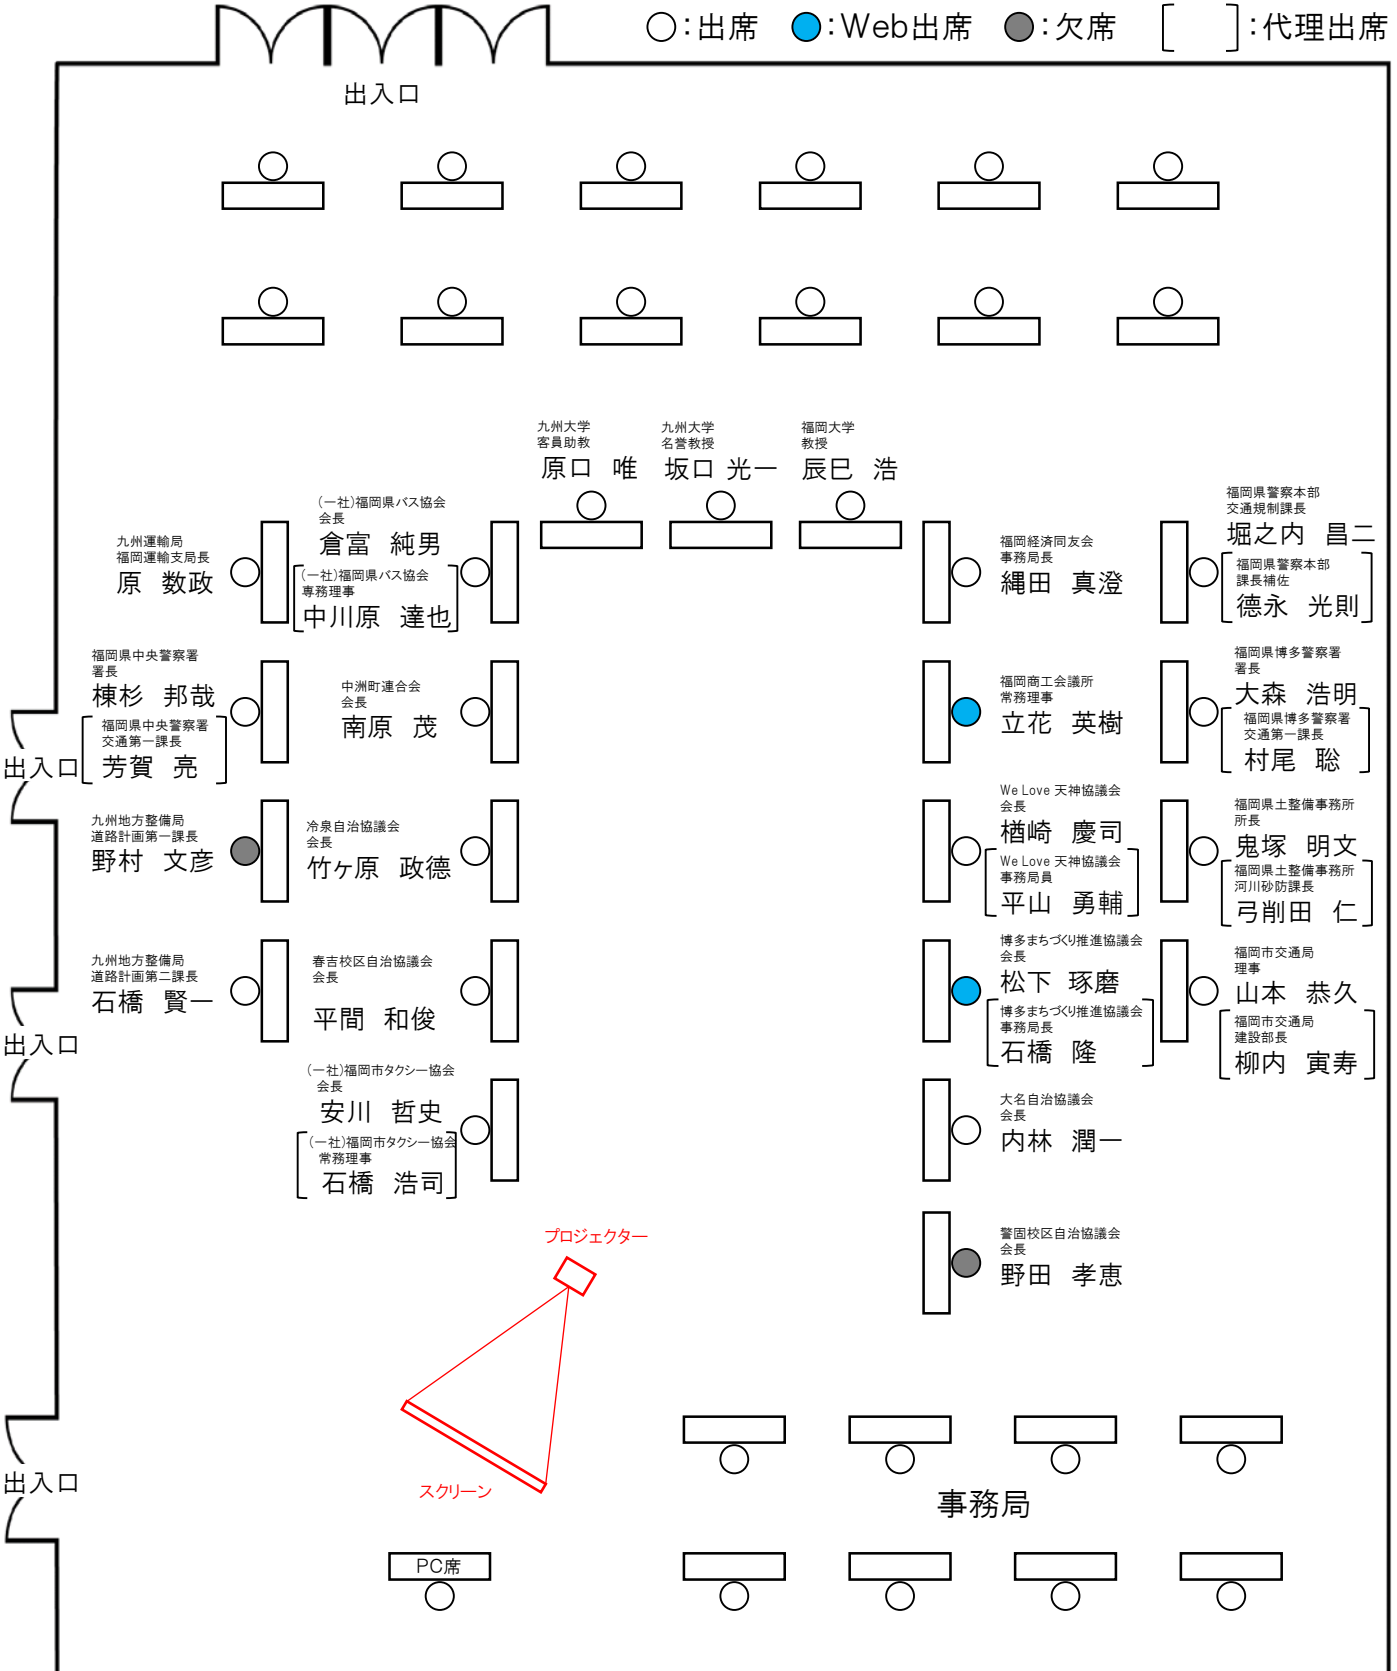 ○:出席 ●:Web出席 ●:欠席 [ ]:代理出席
出入口
九州大学
客員助教
原口 唯
九州大学
名誉教授
坂口 光一
福岡大学
教授
辰巳 浩
九州運輸局
福岡運輸支局長
原 数政
(一社)福岡県バス協会
会長
倉富 純男
(一社)福岡県バス協会
専務理事
中川原 達也
福岡経済同友会
事務局長
縄田 真澄
福岡県警察本部
交通規制課長
堀之内 昌二
福岡県警察本部
課長補佐
德永 光則
福岡県中央警察署
署長
棟杉 邦哉
福岡県中央警察署
交通第一課長
芳賀 亮
中洲町連合会
会長
南原 茂
福岡商工会議所
常務理事
立花 英樹
福岡県博多警察署
署長
大森 浩明
福岡県博多警察署
交通第一課長
村尾 聡
出入口
九州地方整備局
道路計画第一課長
野村 文彦
冷泉自治協議会
会長
竹ヶ原 政德
We Love 天神協議会
会長
楢崎 慶司
We Love 天神協議会
事務局員
平山 勇輔
福岡県土整備事務所
所長
鬼塚 明文
福岡県土整備事務所
河川砂防課長
弓削田 仁
九州地方整備局
道路計画第二課長
石橋 賢一
春吉校区自治協議会
会長
平間 和俊
博多まちづくり推進協議会
会長
松下 琢磨
博多まちづくり推進協議会
事務局長
石橋 隆
福岡市交通局
理事
山本 恭久
福岡市交通局
建設部長
柳内 寅寿
出入口
(一社)福岡市タクシー協会
会長
安川 哲史
(一社)福岡市タクシー協会
常務理事
石橋 浩司
大名自治協議会
会長
内林 潤一
警固校区自治協議会
会長
野田 孝恵
プロジェクター
スクリーン
出入口
事務局
PC席